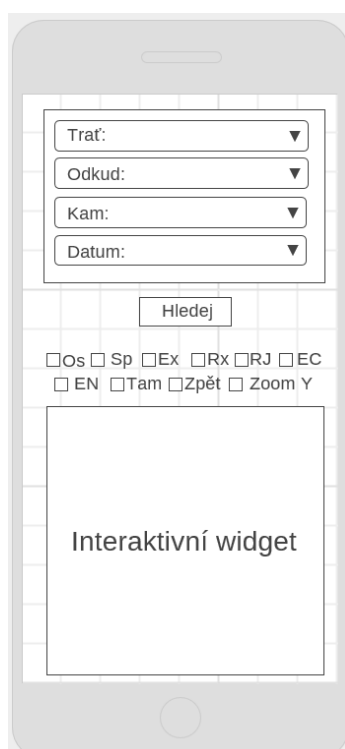 Trať:
Odkud:
Kam:
Datum:
Hledej
Os Sp Ex Rx RJ EC
EN Tam Zpět Zoom Y
Interaktivní widget